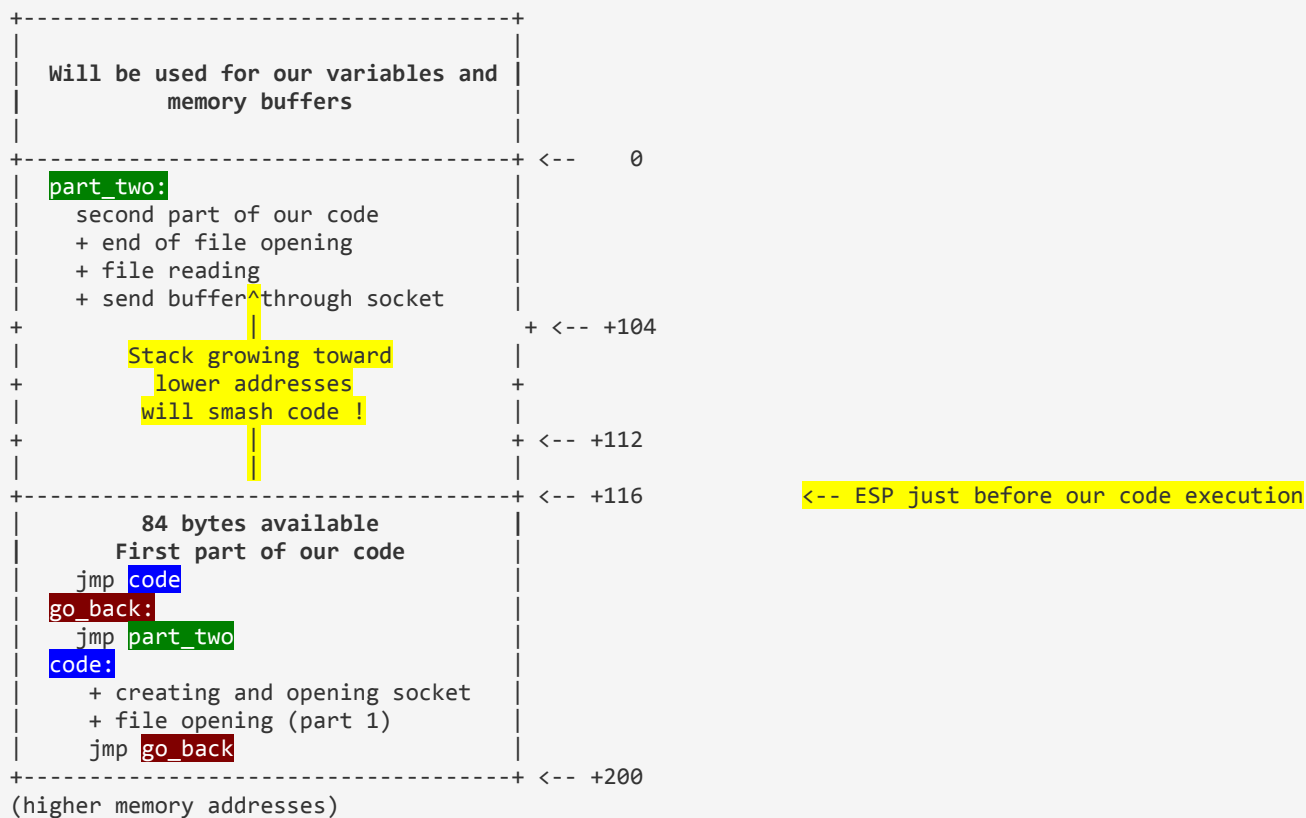 +------------------------------------+
|                                    |
|  Will be used for our variables and |
|           memory buffers            |
|                                    |
+------------------------------------+ <--    0
|  part_two:                         |
|    second part of our code         |
|    + end of file opening           |
|    + file reading                  |
|    + send buffer^through socket    |
+                 |                   + <-- +104
|        Stack growing toward        |
+          lower addresses           +
|         will smash code !          |
+                 |                  + <-- +112
|                 |                  |
+------------------------------------+ <-- +116            <-- ESP just before our code execution
|         84 bytes available          |
|       First part of our code        |
|    jmp code                        |
|  go_back:                          |
|    jmp part_two                    |
|  code:                             |
|     + creating and opening socket  |
|     + file opening (part 1)        |
|     jmp go_back                    |
+------------------------------------+ <-- +200
(higher memory addresses)